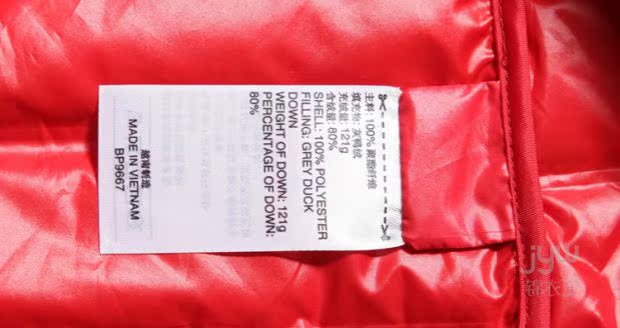 主料: 100% 聚酯纤维
填充物: 灰鸭绒
充绒量: 121g
含绒量: 80%
SHELL: 100% POLYESTER
FILLING: GREY DUCK
DOWN
WEIGHT OF DOWN: 121g
PERCENTAGE OF DOWN:
80%
越南制造
MADE IN VIETNAM
BP9667
jyu